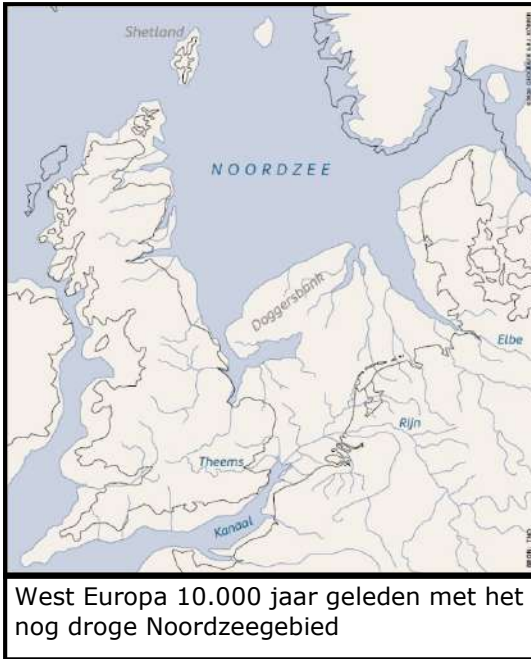 Shetland
NOORDZEE
Doggersbank
Elbe
Rijn
Theems
Kanaal
West Europa 10.000 jaar geleden met het
nog droge Noordzeegebied